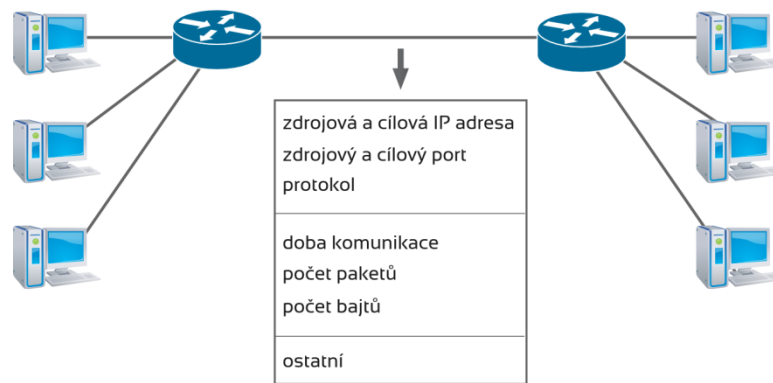 zdrojová a cílová IP adresa
zdrojový a cílový port
protokol
doba komunikace
počet paketů
počet bajtů
ostatní